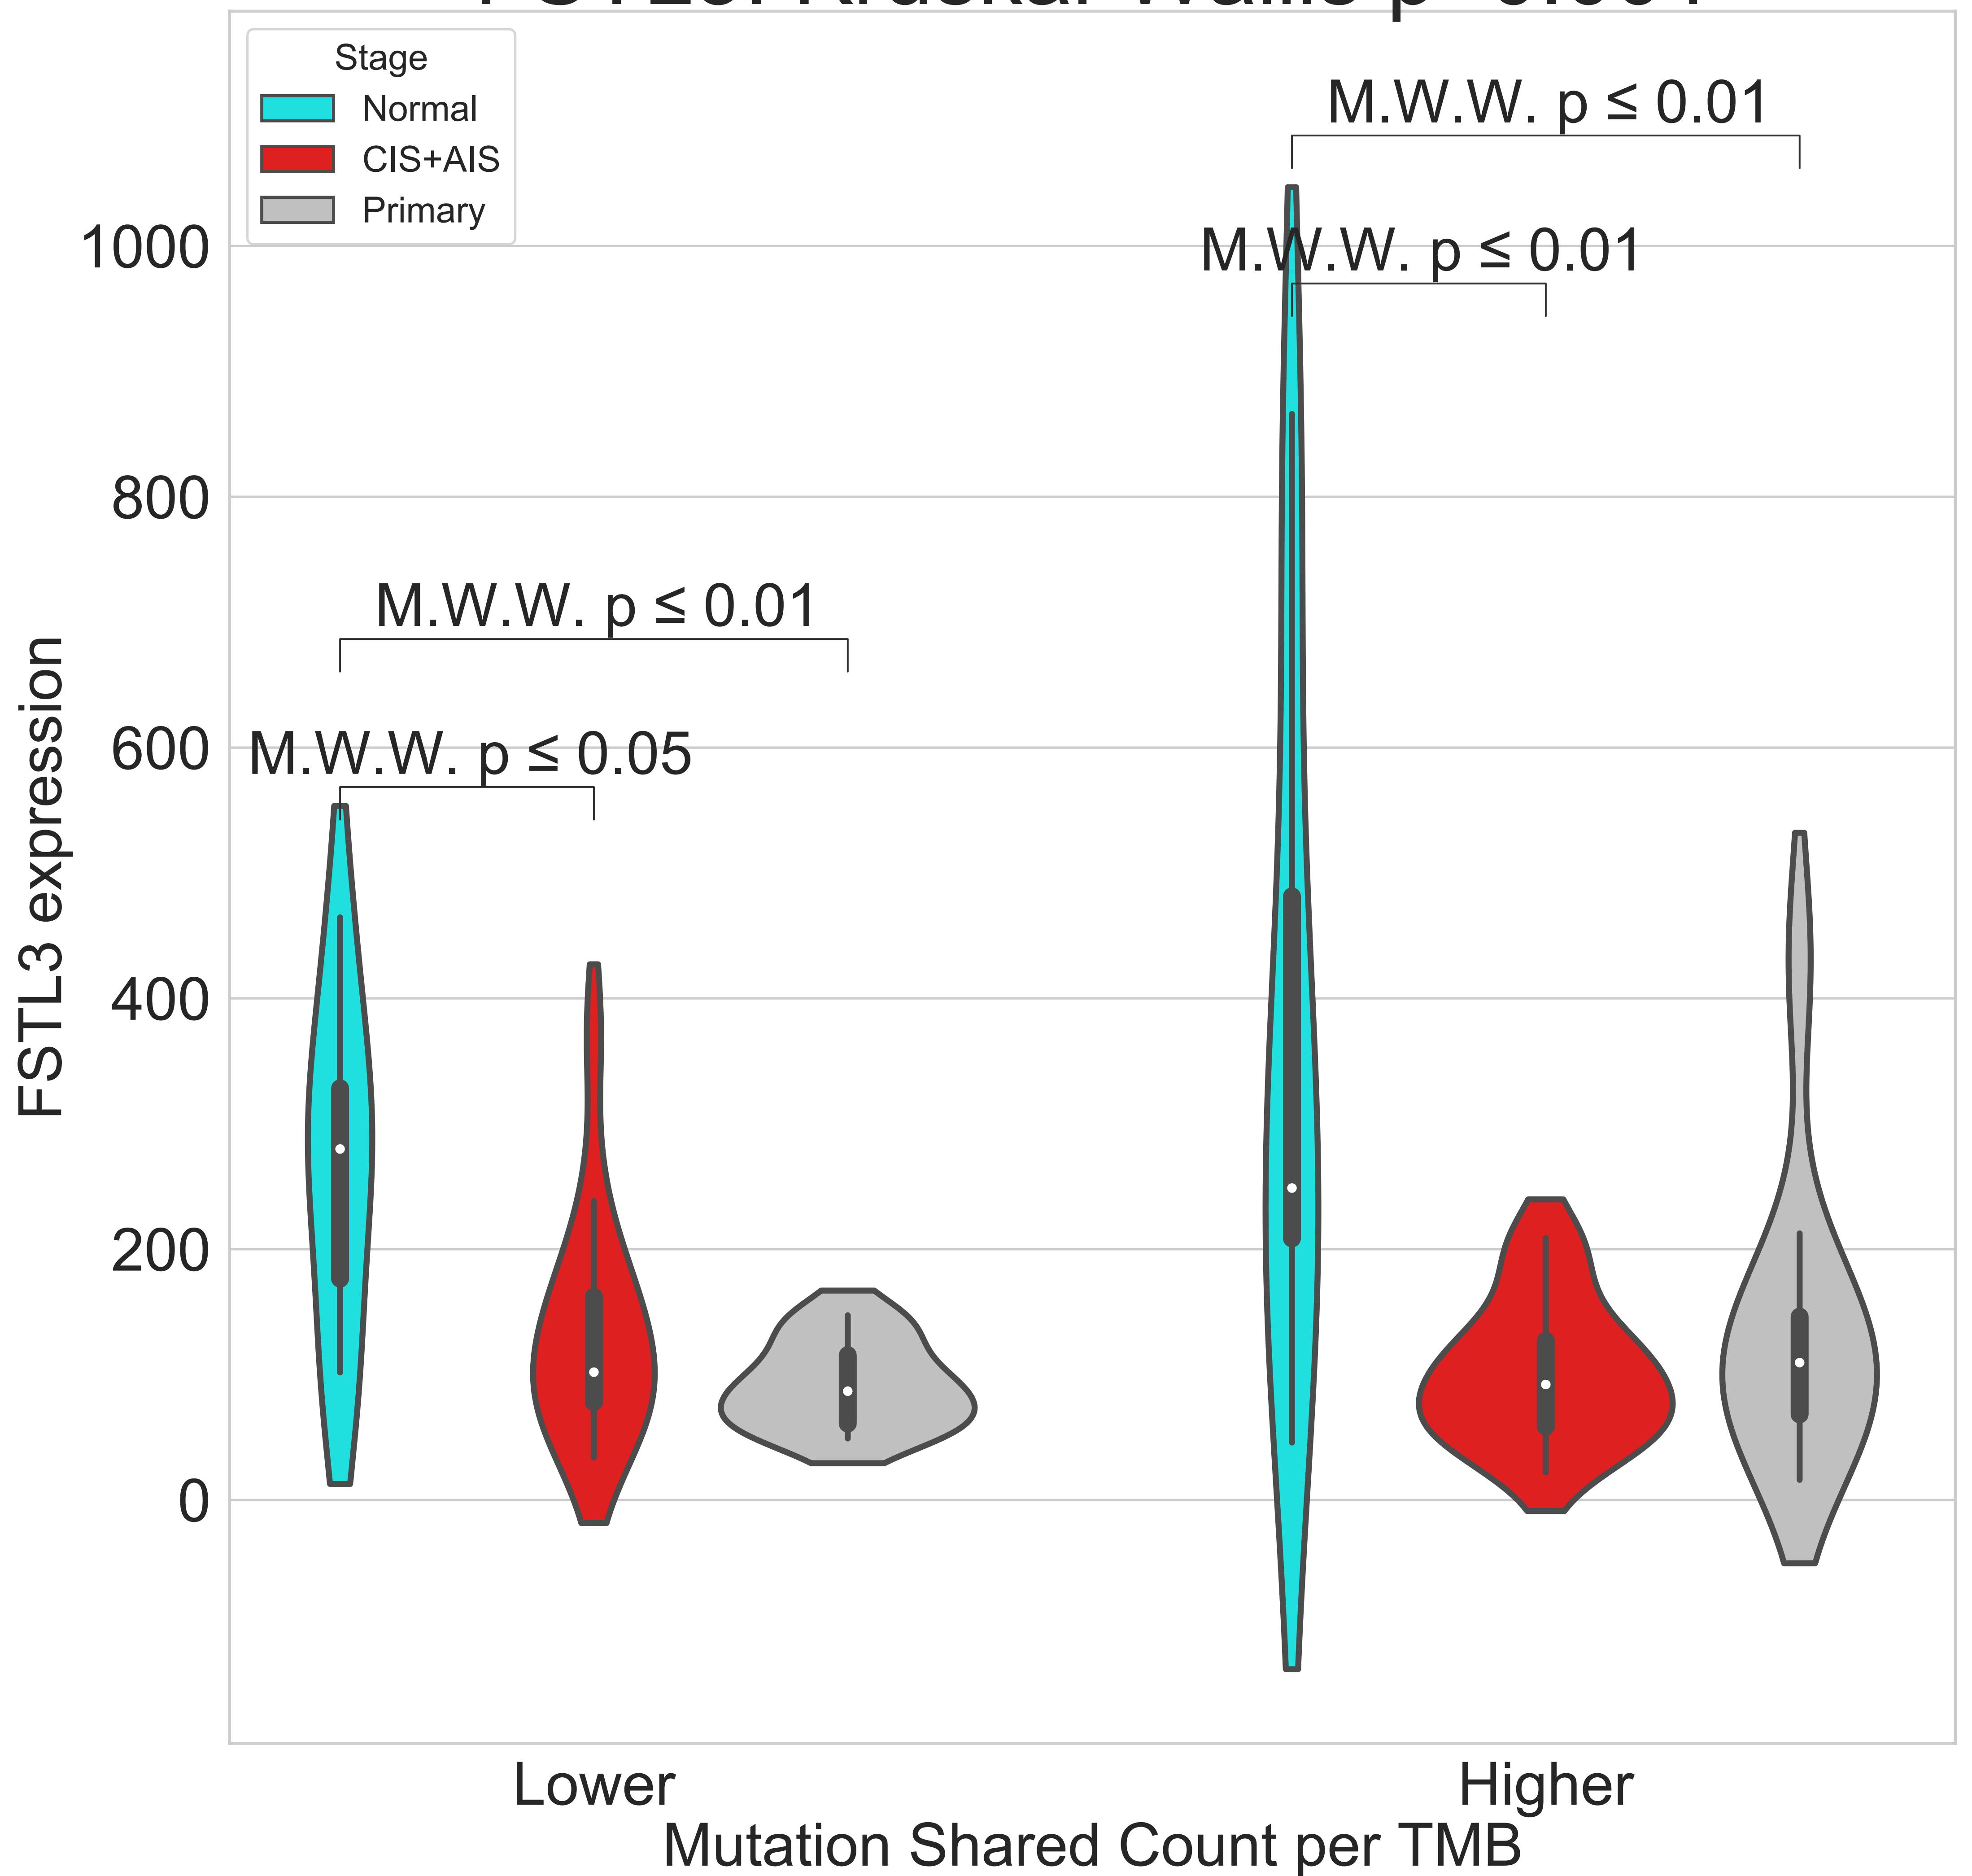 Stage
Normal
CIS+AIS
Primary
M.W.W. p ≤ 0.01
M.W.W. p ≤ 0.01
M.W.W. p ≤ 0.01
M.W.W. p ≤ 0.05
1000
800
600
400
200
0
FSTL3 expression
Lower
Higher
Mutation Shared Count per TMB